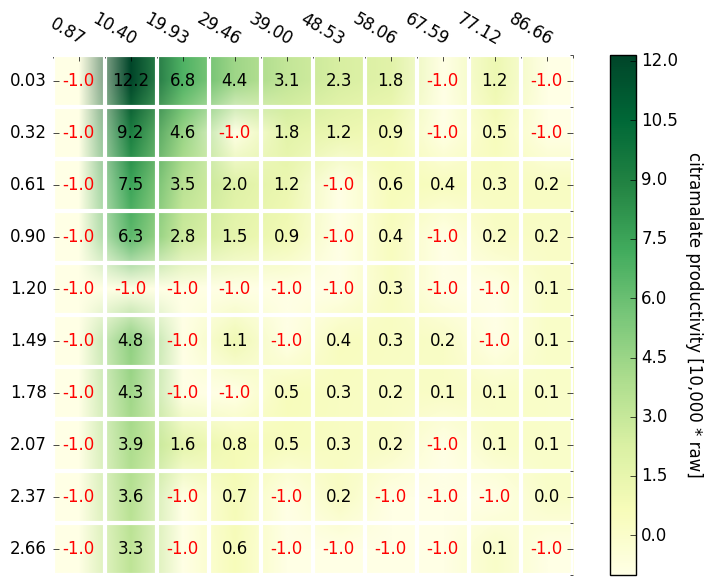 0.87 10.40 19.93 29.46 39.00 48.53 58.06 67.59 77.12 86.66
0.03 -1.0 12.2 6.8 4.4 3.1 2.3 1.8 -1.0 1.2 -1.0
0.32 -1.0 9.2 4.6 -1.0 1.8 1.2 0.9 -1.0 0.5 -1.0
0.61 -1.0 7.5 3.5 2.0 1.2 -1.0 0.6 0.4 0.3 0.2
0.90 -1.0 6.3 2.8 1.5 0.9 -1.0 0.4 -1.0 0.2 0.2
1.20 -1.0 -1.0 -1.0 -1.0 -1.0 -1.0 0.3 -1.0 -1.0 0.1
1.49 -1.0 4.8 -1.0 1.1 -1.0 0.4 0.3 0.2 -1.0 0.1
1.78 -1.0 4.3 -1.0 -1.0 0.5 0.3 0.2 0.1 0.1 0.1
2.07 -1.0 3.9 1.6 0.8 0.5 0.3 0.2 -1.0 0.1 0.1
2.37 -1.0 3.6 -1.0 0.7 -1.0 0.2 -1.0 -1.0 -1.0 0.0
2.66 -1.0 3.3 -1.0 0.6 -1.0 -1.0 -1.0 -1.0 0.1 -1.0
12.0
10.5
9.0
7.5
6.0
4.5
3.0
1.5
0.0
citramalate productivity [10,000 * raw]